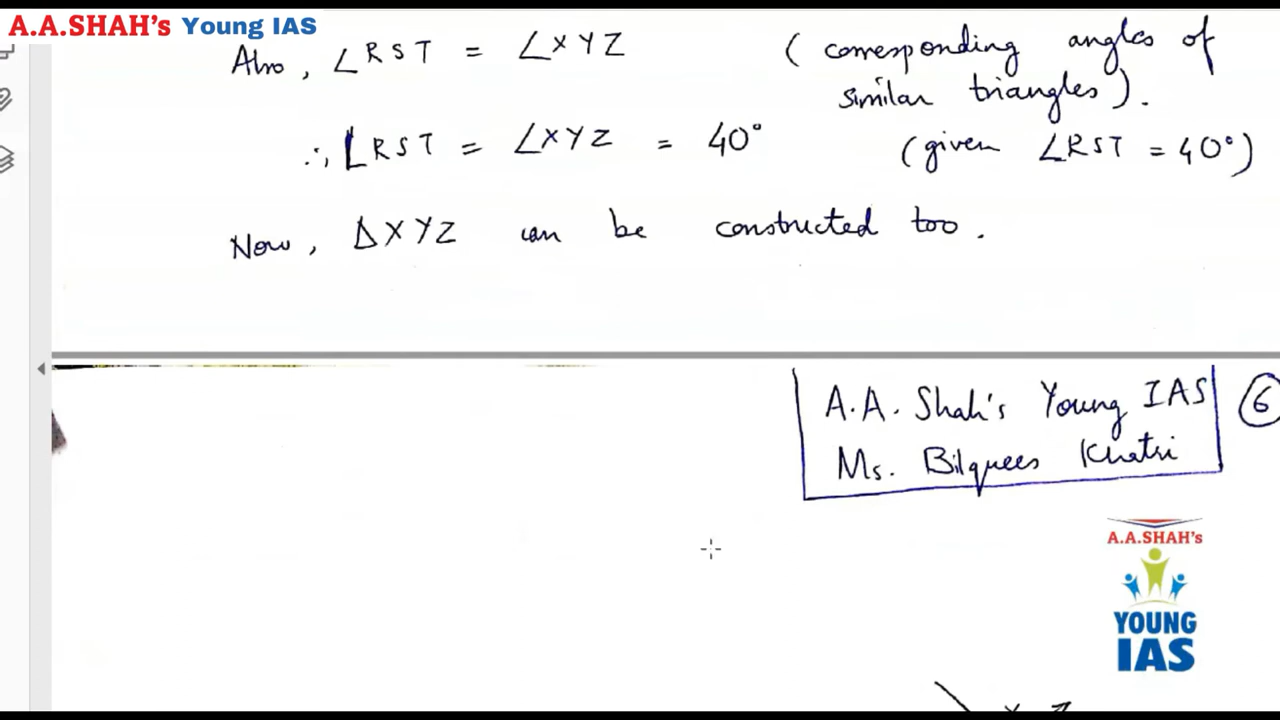 A.A.SHAH's Young IAS
Also, ∠RST = ∠XYZ (corresponding angles of
similar triangles).
∴, ∠RST = ∠XYZ = 40° (given ∠RST = 40°)
Now, ΔXYZ can be constructed too.
A.A. Shah's Young IAS 6
Ms. Bilquees Khatri
A.A.SHAH's
YOUNG
IAS
X Z